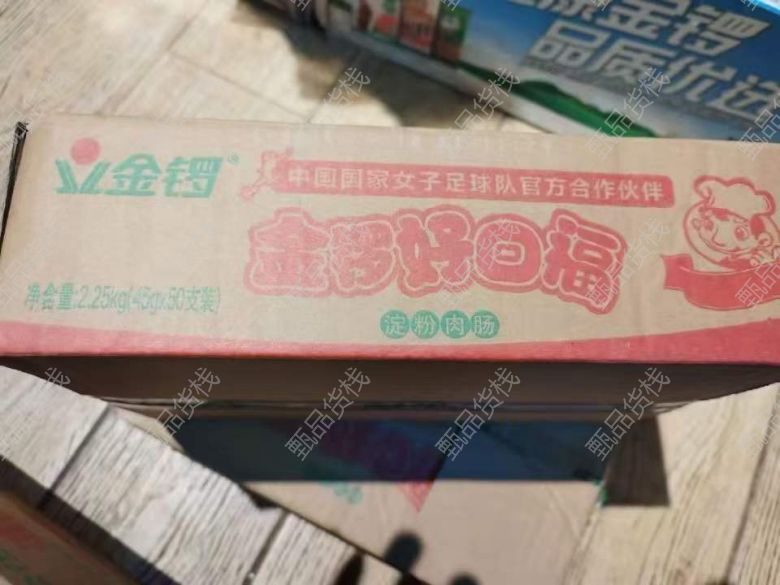 金锣
品质优选
金锣®
中国国家女子足球队官方合作伙伴
金锣好口福
净含量:2.25kg(45g×50支装)
淀粉肉肠
甄品货栈